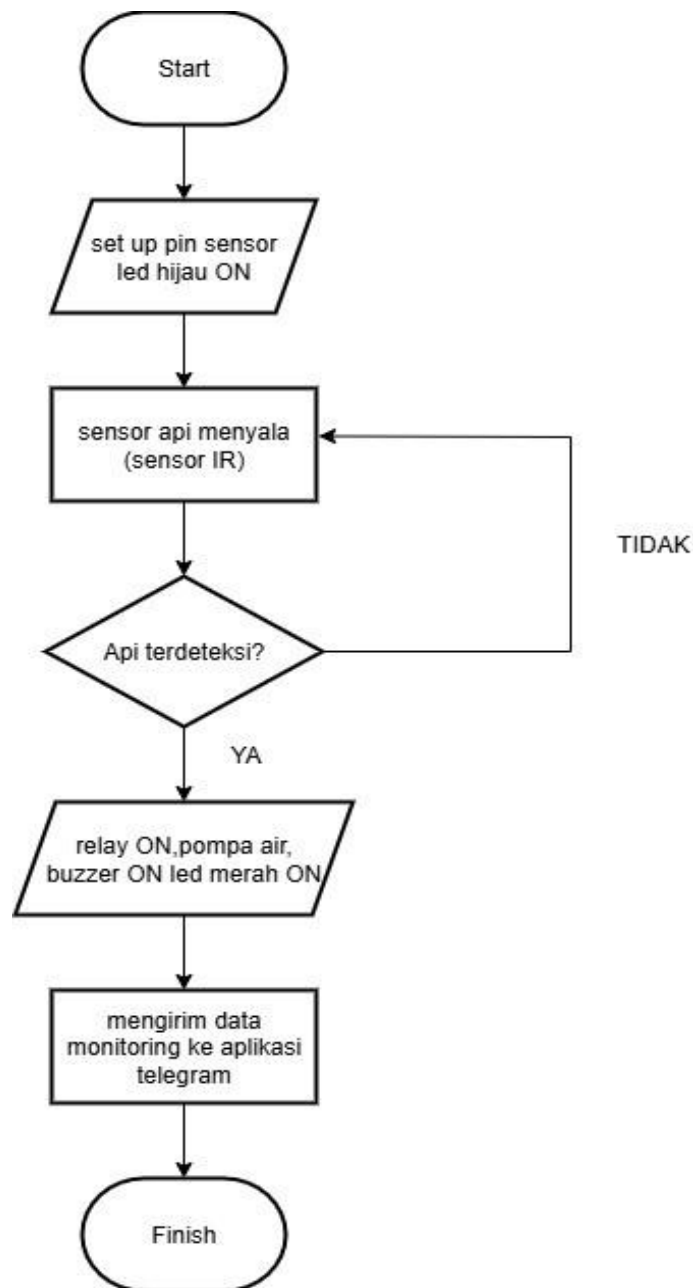 Start
set up pin sensor
led hijau ON
sensor api menyala
(sensor IR)
TIDAK
Api terdeteksi?
YA
relay ON,pompa air,
buzzer ON led merah ON
mengirim data
monitoring ke aplikasi
telegram
Finish